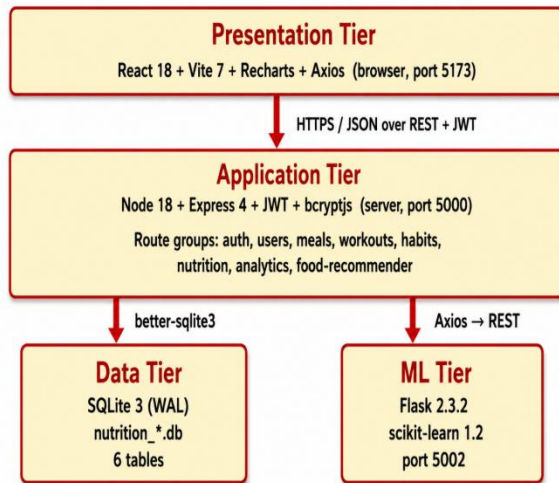 Presentation Tier
React 18 + Vite 7 + Recharts + Axios (browser, port 5173)
HTTPS / JSON over REST + JWT
Application Tier
Node 18 + Express 4 + JWT + bcryptjs (server, port 5000)
Route groups: auth, users, meals, workouts, habits,
nutrition, analytics, food-recommender
better-sqlite3
Axios → REST
Data Tier
SQLite 3 (WAL)
nutrition_*.db
6 tables
ML Tier
Flask 2.3.2
scikit-learn 1.2
port 5002